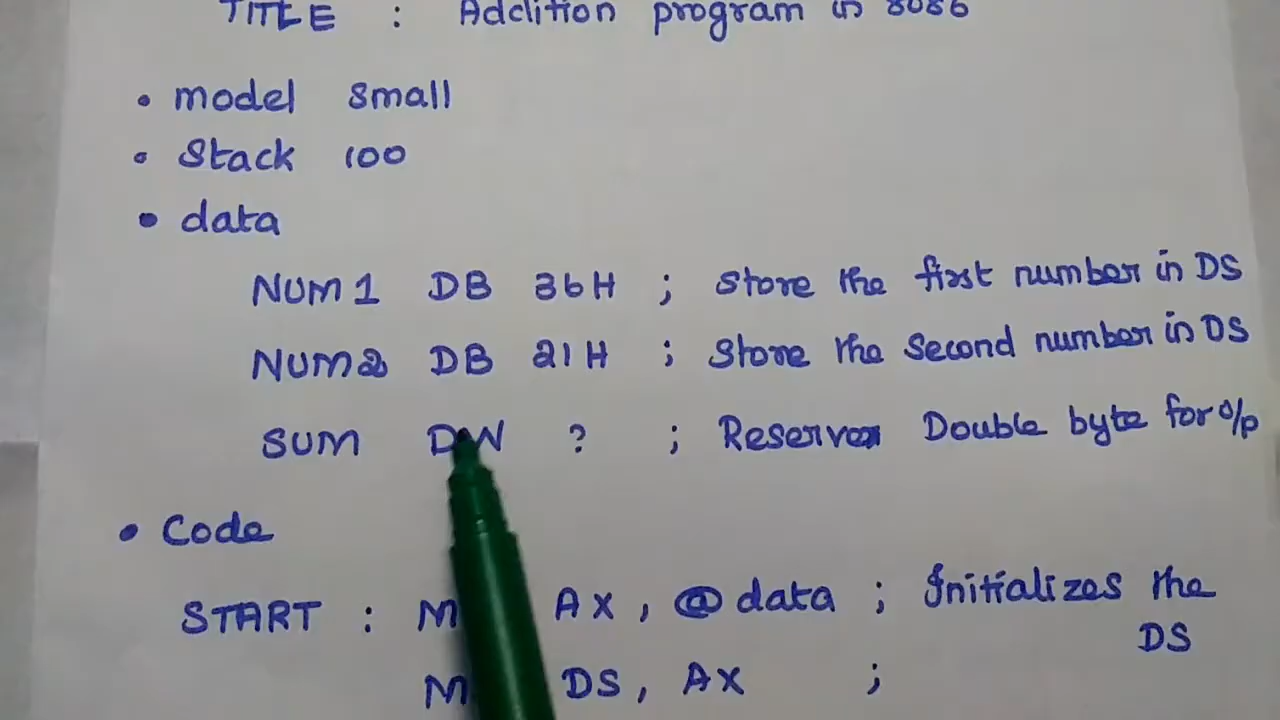 TITLE : Addition program in 8086
• model small
• Stack 100
• data
NUM1 DB 36H ; Store the first number in DS
NUM2 DB 21H ; Store the Second number in DS
SUM DW ? ; Reserves Double byte for o/p
• Code
START : M AX, @data ; Initializes the
DS
M DS, AX ;